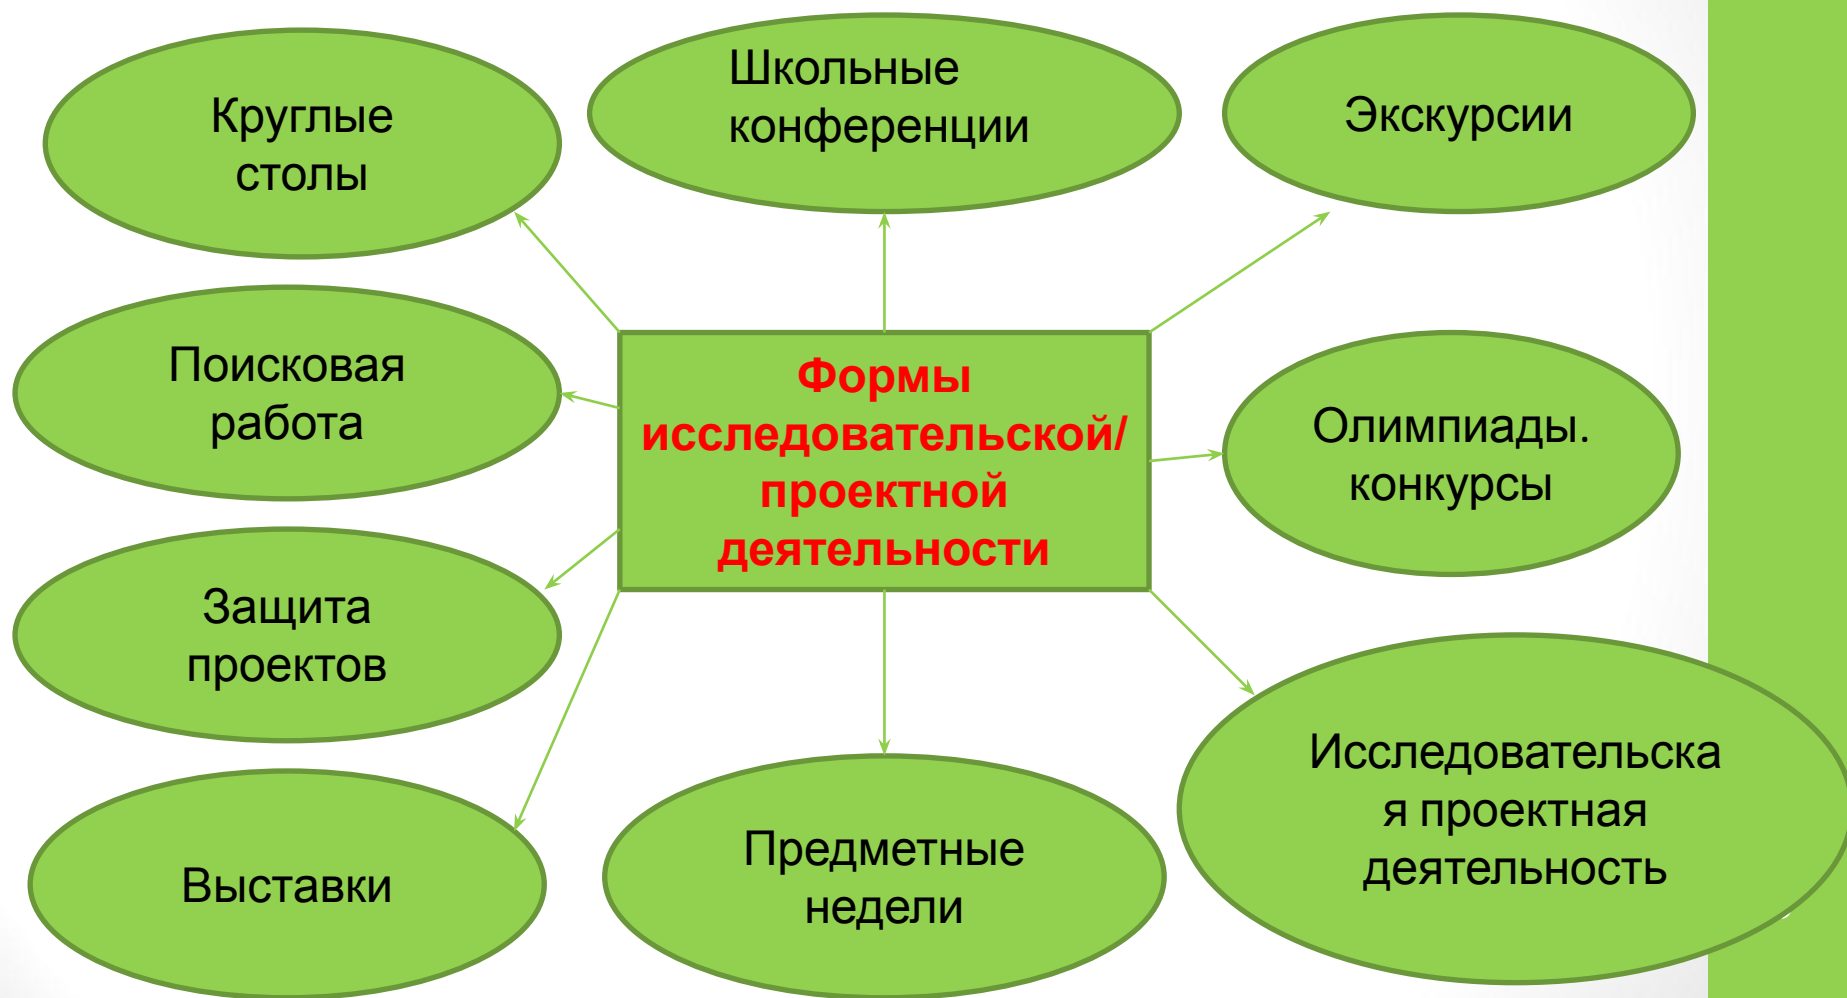 Круглые
столы
Школьные
конференции
Экскурсии
Поисковая
работа
Формы
исследовательской/
проектной
деятельности
Олимпиады.
конкурсы
Защита
проектов
Исследовательска
я проектная
деятельность
Выставки
Предметные
недели